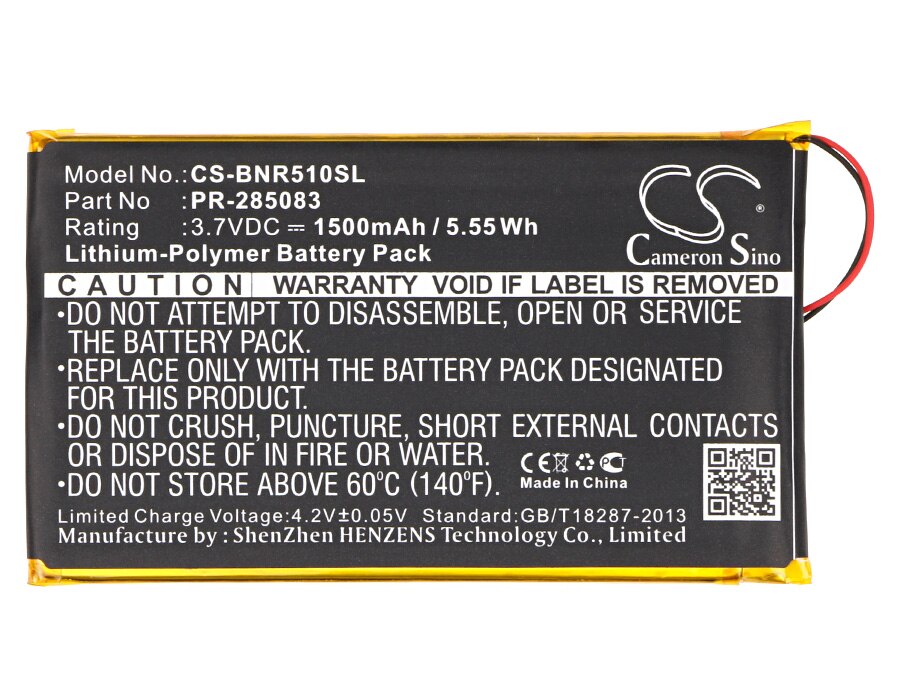 Model No.:CS-BNR510SL
Part No :PR-285083
Rating :3.7VDC ⎓ 1500mAh / 5.55Wh
Lithium-Polymer Battery Pack
CS
®
Cameron Sino
CAUTION WARRANTY VOID IF LABEL IS REMOVED
•DO NOT ATTEMPT TO DISASSEMBLE, OPEN OR SERVICE
THE BATTERY PACK.
•REPLACE ONLY WITH THE BATTERY PACK DESIGNATED
FOR THIS PRODUCT.
•DO NOT CRUSH, PUNCTURE, SHORT EXTERNAL CONTACTS
OR DISPOSE OF IN FIRE OR WATER.
•DO NOT STORE ABOVE 60°C (140°F).
CE PCT
Made In China
Limited Charge Voltage:4.2V±0.05V Standard:GB/T18287-2013
Manufacture by : ShenZhen HENZENS Technology Co., Limited